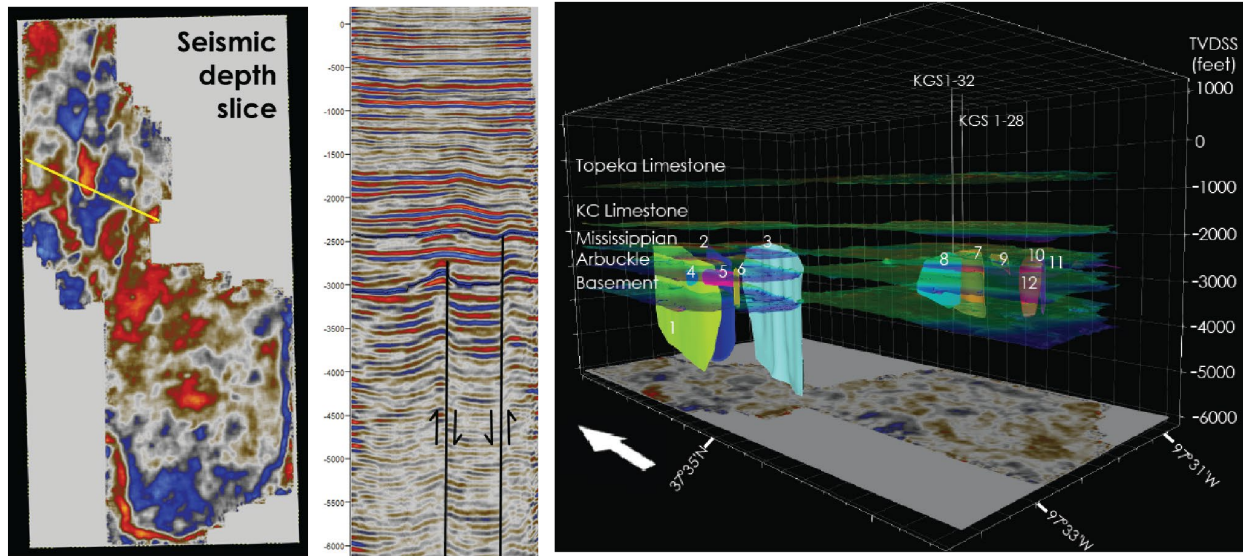 Seismic
depth
slice
0
-500
-1000
-1500
-2000
-2500
-3000
-3500
-4000
-4500
-5000
-5500
-6000
TVDSS
(feet)
KGS1-32
KGS 1-28
1000
0
-1000
-2000
-3000
-4000
-5000
-6000
Topeka Limestone
KC Limestone
Mississippian
Arbuckle
Basement
2
3
4
5
6
1
7
8
9
10
11
12
37°35'N
97°33'W
97°31'W